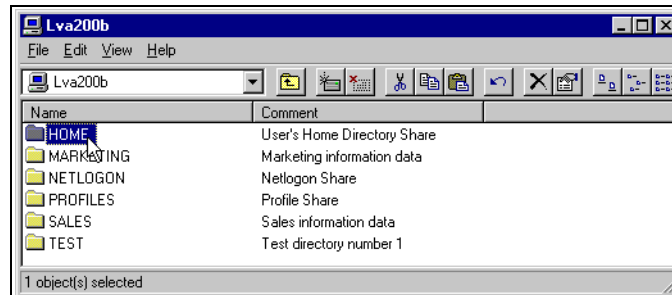 Lva200b
File Edit View Help
Lva200b
Name Comment
HOME User's Home Directory Share
MARKETING Marketing information data
NETLOGON Netlogon Share
PROFILES Profile Share
SALES Sales information data
TEST Test directory number 1
1 object(s) selected